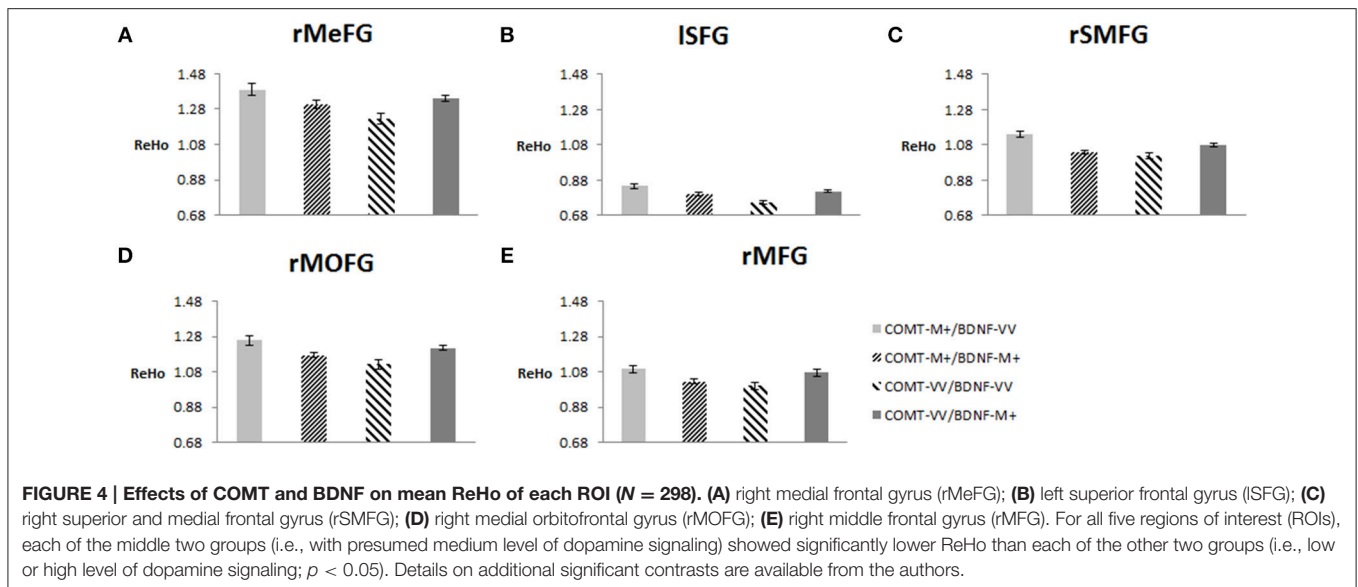 A
rMeFG
1.48
1.28
ReHo 1.08
0.88
0.68
B
lSFG
1.48
1.28
ReHo 1.08
0.88
0.68
C
rSMFG
1.48
1.28
ReHo 1.08
0.88
0.68
D
rMOFG
1.48
1.28
ReHo 1.08
0.88
0.68
E
rMFG
1.48
1.28
ReHo 1.08
0.88
0.68
COMT-M+/BDNF-VV
COMT-M+/BDNF-M+
COMT-VV/BDNF-VV
COMT-VV/BDNF-M+
FIGURE 4 | Effects of COMT and BDNF on mean ReHo of each ROI (N = 298). (A) right medial frontal gyrus (rMeFG); (B) left superior frontal gyrus (lSFG); (C)
right superior and medial frontal gyrus (rSMFG); (D) right medial orbitofrontal gyrus (rMOFG); (E) right middle frontal gyrus (rMFG). For all five regions of interest (ROIs),
each of the middle two groups (i.e., with presumed medium level of dopamine signaling) showed significantly lower ReHo than each of the other two groups (i.e., low
or high level of dopamine signaling; p < 0.05). Details on additional significant contrasts are available from the authors.